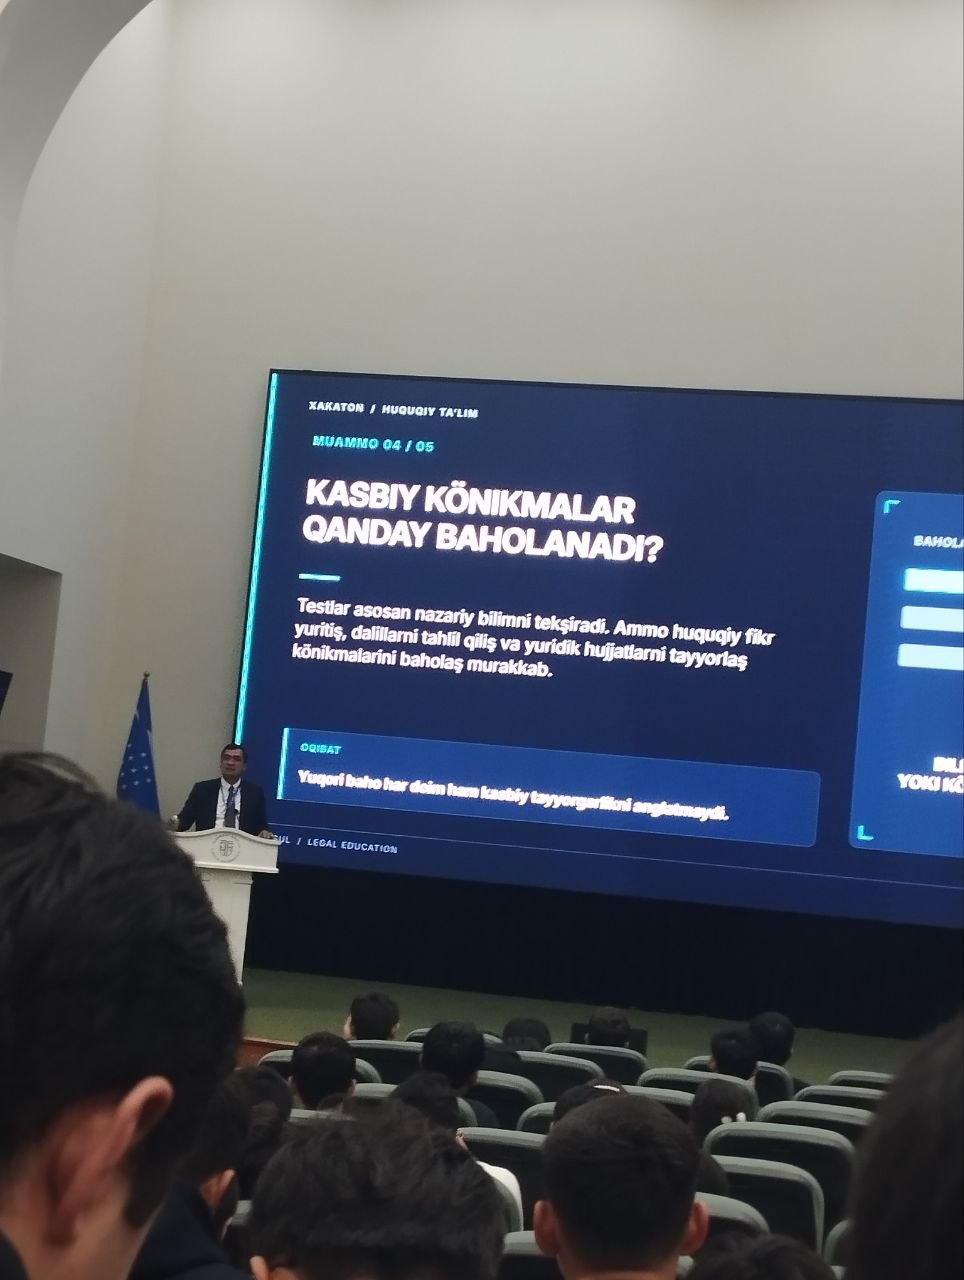 XAKATON / HUQUQIY TA'LIM
MUAMMO 04 / 05
KASBIY KÖNIKMALAR
QANDAY BAHOLANADI?
Testlar asosan nazariy bilimni tekşiradi. Ammo huquqiy fikr
yuritiş, dalillarni tahlil qiliş va yuridik hujjatlarni tayyorlaş
könikmalarini baholaş murakkab.
OQIBAT
Yuqori baho har doim ham kasbiy tayyorgarlikni anglatmaydi.
/ LEGAL EDUCATION
YOKI